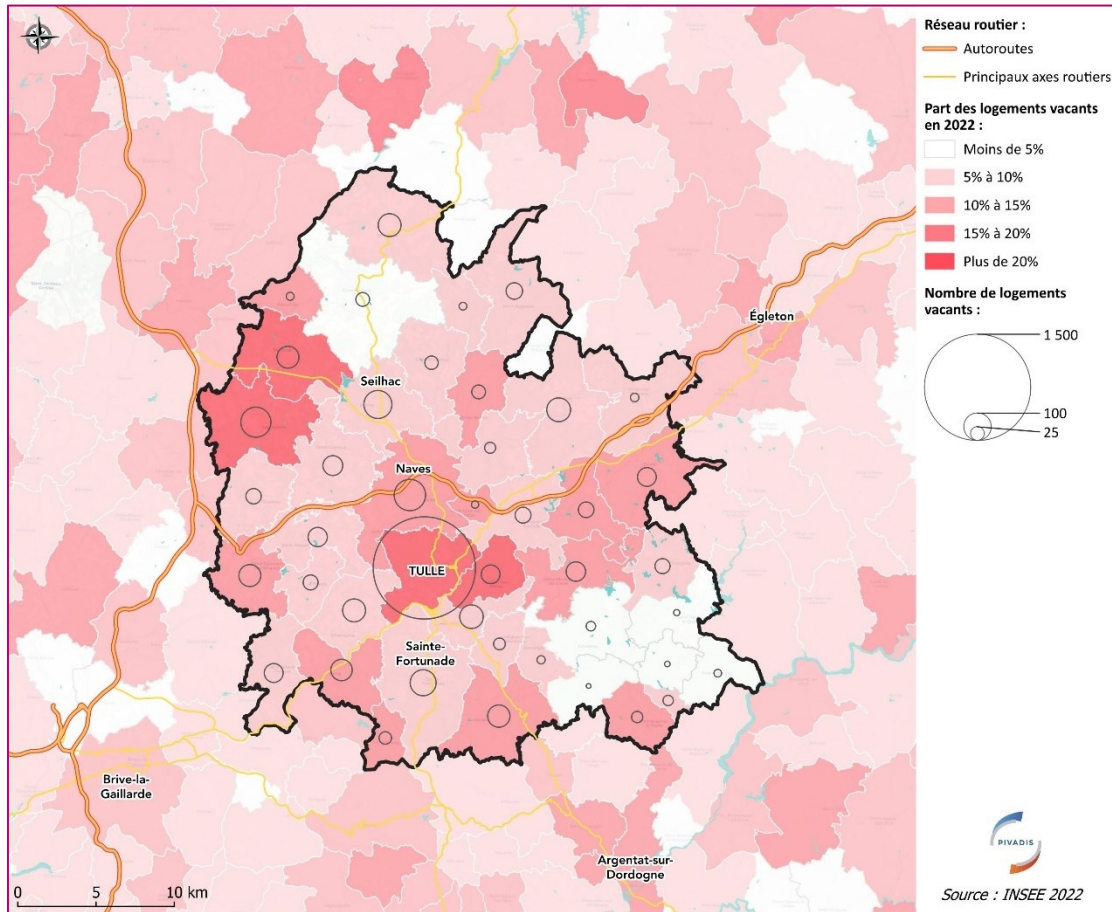 Réseau routier :
Autoroutes
Principaux axes routiers
Part des logements vacants
en 2022 :
Moins de 5%
5% à 10%
10% à 15%
15% à 20%
Plus de 20%
Nombre de logements
vacants :
1 500
100
25
Égleton
Seilhac
Naves
TULLE
Sainte-
Fortunade
Brive-la-
Gaillarde
Argentat-sur-
Dordogne
0 5 10 km
PIVADIS
Source : INSEE 2022